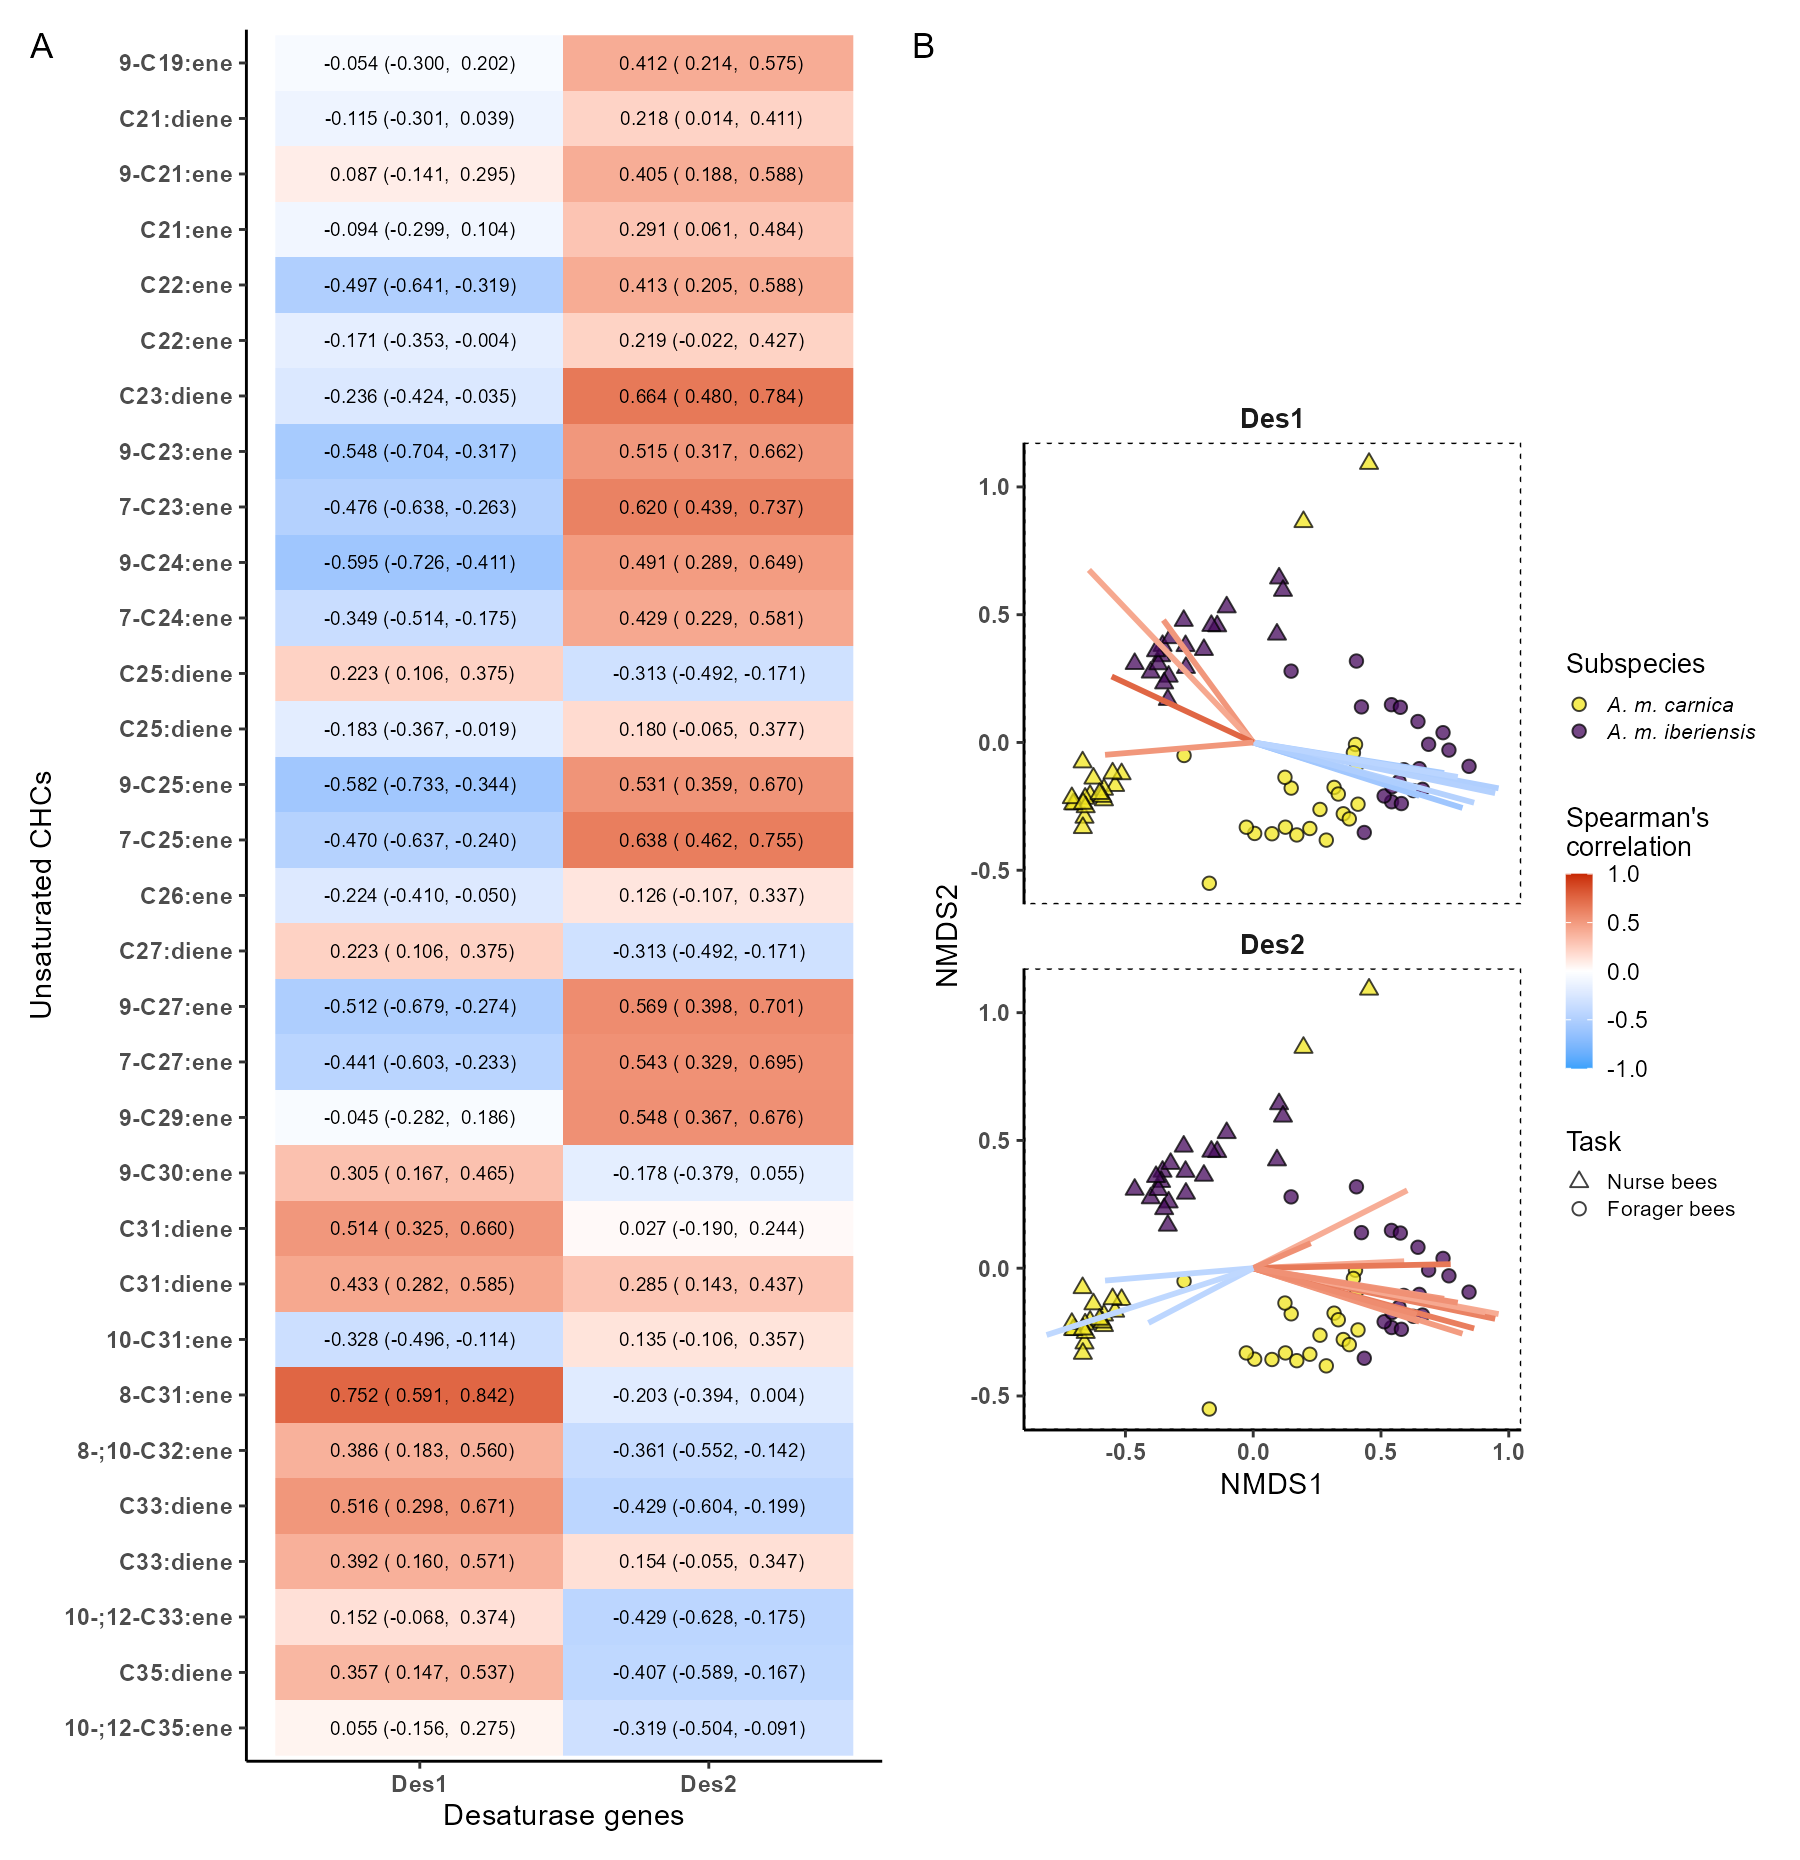 A
Unsaturated CHCs
9-C19:ene -0.054 (-0.300, 0.202) 0.412 ( 0.214, 0.575)
C21:diene -0.115 (-0.301, 0.039) 0.218 ( 0.014, 0.411)
9-C21:ene 0.087 (-0.141, 0.295) 0.405 ( 0.188, 0.588)
C21:ene -0.094 (-0.299, 0.104) 0.291 ( 0.061, 0.484)
C22:ene -0.497 (-0.641, -0.319) 0.413 ( 0.205, 0.588)
C22:ene -0.171 (-0.353, -0.004) 0.219 (-0.022, 0.427)
C23:diene -0.236 (-0.424, -0.035) 0.664 ( 0.480, 0.784)
9-C23:ene -0.548 (-0.704, -0.317) 0.515 ( 0.317, 0.662)
7-C23:ene -0.476 (-0.638, -0.263) 0.620 ( 0.439, 0.737)
9-C24:ene -0.595 (-0.726, -0.411) 0.491 ( 0.289, 0.649)
7-C24:ene -0.349 (-0.514, -0.175) 0.429 ( 0.229, 0.581)
C25:diene 0.223 ( 0.106, 0.375) -0.313 (-0.492, -0.171)
C25:diene -0.183 (-0.367, -0.019) 0.180 (-0.065, 0.377)
9-C25:ene -0.582 (-0.733, -0.344) 0.531 ( 0.359, 0.670)
7-C25:ene -0.470 (-0.637, -0.240) 0.638 ( 0.462, 0.755)
C26:ene -0.224 (-0.410, -0.050) 0.126 (-0.107, 0.337)
C27:diene 0.223 ( 0.106, 0.375) -0.313 (-0.492, -0.171)
9-C27:ene -0.512 (-0.679, -0.274) 0.569 ( 0.398, 0.701)
7-C27:ene -0.441 (-0.603, -0.233) 0.543 ( 0.329, 0.695)
9-C29:ene -0.045 (-0.282, 0.186) 0.548 ( 0.367, 0.676)
9-C30:ene 0.305 ( 0.167, 0.465) -0.178 (-0.379, 0.055)
C31:diene 0.514 ( 0.325, 0.660) 0.027 (-0.190, 0.244)
C31:diene 0.433 ( 0.282, 0.585) 0.285 ( 0.143, 0.437)
10-C31:ene -0.328 (-0.496, -0.114) 0.135 (-0.106, 0.357)
8-C31:ene 0.752 ( 0.591, 0.842) -0.203 (-0.394, 0.004)
8-;10-C32:ene 0.386 ( 0.183, 0.560) -0.361 (-0.552, -0.142)
C33:diene 0.516 ( 0.298, 0.671) -0.429 (-0.604, -0.199)
C33:diene 0.392 ( 0.160, 0.571) 0.154 (-0.055, 0.347)
10-;12-C33:ene 0.152 (-0.068, 0.374) -0.429 (-0.628, -0.175)
C35:diene 0.357 ( 0.147, 0.537) -0.407 (-0.589, -0.167)
10-;12-C35:ene 0.055 (-0.156, 0.275) -0.319 (-0.504, -0.091)
Des1 Des2
Desaturase genes
B
NMDS2
Des1
1.0
0.5
0.0
-0.5
Des2
1.0
0.5
0.0
-0.5
-0.5 0.0 0.5 1.0
NMDS1
Subspecies
A. m. carnica
A. m. iberiensis
Spearman's
correlation
1.0
0.5
0.0
-0.5
-1.0
Task
Nurse bees
Forager bees